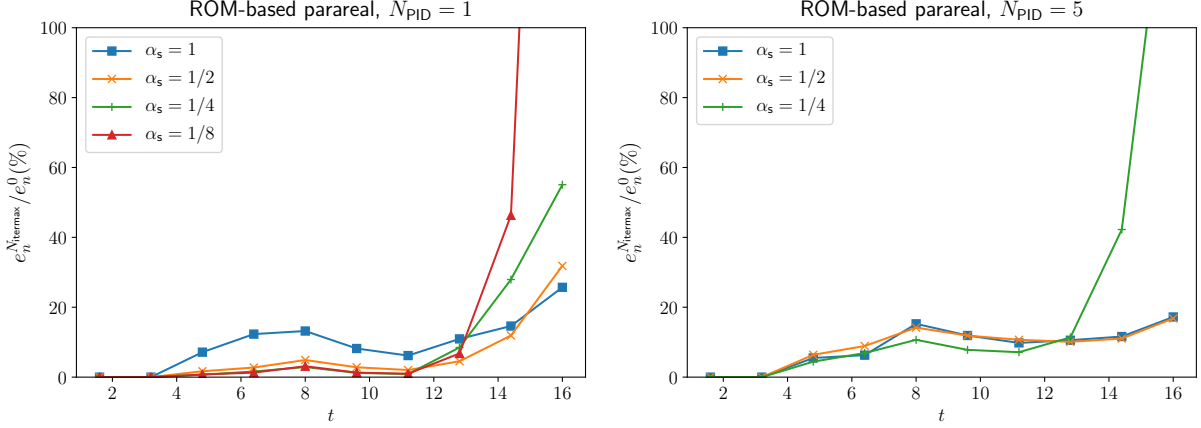 ROM-based parareal, N_PID = 1
100
80
60
40
20
0
e_n^{N_itermax}/e_n^0(%)
α_s = 1
α_s = 1/2
α_s = 1/4
α_s = 1/8
2 4 6 8 10 12 14 16
t
ROM-based parareal, N_PID = 5
100
80
60
40
20
0
e_n^{N_itermax}/e_n^0(%)
α_s = 1
α_s = 1/2
α_s = 1/4
2 4 6 8 10 12 14 16
t